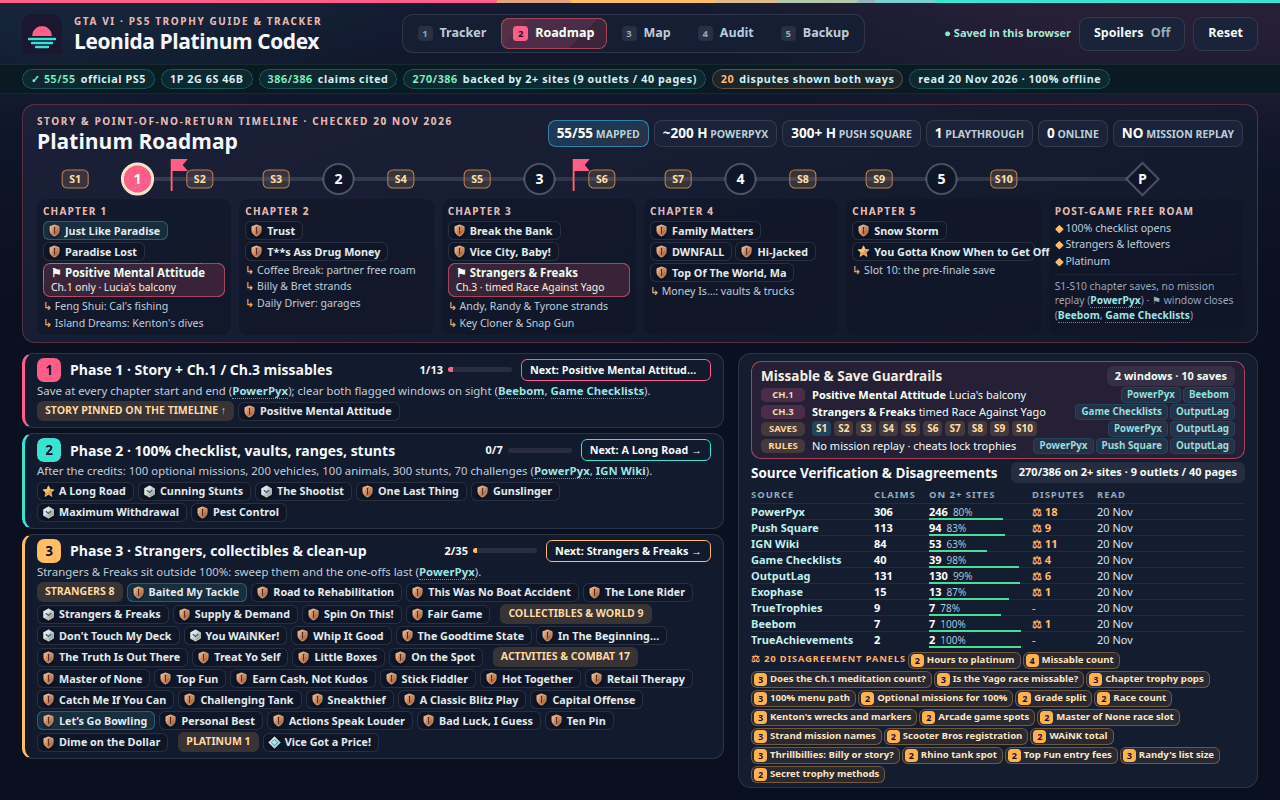 GTA VI · PS5 TROPHY GUIDE & TRACKER
Leonida Platinum Codex
1 Tracker
2 Roadmap
3 Map
4 Audit
5 Backup
● Saved in this browser
Spoilers Off
Reset
✓ 55/55 official PS5
1P 2G 6S 46B
386/386 claims cited
270/386 backed by 2+ sites (9 outlets / 40 pages)
20 disputes shown both ways
read 20 Nov 2026 · 100% offline
STORY & POINT-OF-NO-RETURN TIMELINE · CHECKED 20 NOV 2026
Platinum Roadmap
55/55 MAPPED
~200 H POWERPYX
300+ H PUSH SQUARE
1 PLAYTHROUGH
0 ONLINE
NO MISSION REPLAY
S1 1 S2 S3 2 S4 S5 3 S6 S7 4 S8 S9 5 S10 P
CHAPTER 1
Just Like Paradise
Paradise Lost
⚑ Positive Mental Attitude
Ch.1 only · Lucia's balcony
↳ Feng Shui: Cal's fishing
↳ Island Dreams: Kenton's dives
CHAPTER 2
Trust
T**s Ass Drug Money
↳ Coffee Break: partner free roam
↳ Billy & Bret strands
↳ Daily Driver: garages
CHAPTER 3
Break the Bank
Vice City, Baby!
⚑ Strangers & Freaks
Ch.3 · timed Race Against Yago
↳ Andy, Randy & Tyrone strands
↳ Key Cloner & Snap Gun
CHAPTER 4
Family Matters
DWNFALL
Hi-Jacked
Top Of The World, Ma
↳ Money Is...: vaults & trucks
CHAPTER 5
Snow Storm
You Gotta Know When to Get Off
↳ Slot 10: the pre-finale save
POST-GAME FREE ROAM
◆ 100% checklist opens
◆ Strangers & leftovers
◆ Platinum
S1-S10 chapter saves, no mission
replay (PowerPyx) · ⚑ window closes
(Beebom, Game Checklists)
1 Phase 1 · Story + Ch.1 / Ch.3 missables
1/13
Next: Positive Mental Attitud…
Save at every chapter start and end (PowerPyx); clear both flagged windows on sight (Beebom, Game Checklists).
STORY PINNED ON THE TIMELINE ↑
Positive Mental Attitude
2 Phase 2 · 100% checklist, vaults, ranges, stunts
0/7
Next: A Long Road →
After the credits: 100 optional missions, 200 vehicles, 100 animals, 300 stunts, 70 challenges (PowerPyx, IGN Wiki).
A Long Road
Cunning Stunts
The Shootist
One Last Thing
Gunslinger
Maximum Withdrawal
Pest Control
3 Phase 3 · Strangers, collectibles & clean-up
2/35
Next: Strangers & Freaks →
Strangers & Freaks sit outside 100%: sweep them and the one-offs last (PowerPyx).
STRANGERS 8
Baited My Tackle
Road to Rehabilitation
This Was No Boat Accident
The Lone Rider
Strangers & Freaks
Supply & Demand
Spin On This!
Fair Game
COLLECTIBLES & WORLD 9
Don't Touch My Deck
You WAiNKer!
Whip It Good
The Goodtime State
In The Beginning...
The Truth Is Out There
Treat Yo Self
Little Boxes
On the Spot
ACTIVITIES & COMBAT 17
Master of None
Top Fun
Earn Cash, Not Kudos
Stick Fiddler
Hot Together
Retail Therapy
Catch Me If You Can
Challenging Tank
Sneakthief
A Classic Blitz Play
Capital Offense
Let's Go Bowling
Personal Best
Actions Speak Louder
Bad Luck, I Guess
Ten Pin
Dime on the Dollar
PLATINUM 1
Vice Got a Price!
Missable & Save Guardrails
2 windows · 10 saves
CH.1 Positive Mental Attitude Lucia's balcony PowerPyx Beebom
CH.3 Strangers & Freaks timed Race Against Yago Game Checklists OutputLag
SAVES S1 S2 S3 S4 S5 S6 S7 S8 S9 S10 PowerPyx OutputLag
RULES No mission replay · cheats lock trophies PowerPyx Push Square OutputLag
Source Verification & Disagreements
270/386 on 2+ sites · 9 outlets / 40 pages
SOURCE CLAIMS ON 2+ SITES DISPUTES READ
PowerPyx 306 246 80% ⚖ 18 20 Nov
Push Square 113 94 83% ⚖ 9 20 Nov
IGN Wiki 84 53 63% ⚖ 11 20 Nov
Game Checklists 40 39 98% ⚖ 4 20 Nov
OutputLag 131 130 99% ⚖ 6 20 Nov
Exophase 15 13 87% ⚖ 1 20 Nov
TrueTrophies 9 7 78% - 20 Nov
Beebom 7 7 100% ⚖ 1 20 Nov
TrueAchievements 2 2 100% - 20 Nov
⚖ 20 DISAGREEMENT PANELS
2 Hours to platinum
4 Missable count
3 Does the Ch.1 meditation count?
3 Is the Yago race missable?
3 Chapter trophy pops
3 100% menu path
2 Optional missions for 100%
2 Grade split
2 Race count
3 Kenton's wrecks and markers
2 Arcade game spots
2 Master of None race slot
3 Strand mission names
2 Scooter Bros registration
2 WAiNK total
3 Thrillbillies: Billy or story?
2 Rhino tank spot
2 Top Fun entry fees
3 Randy's list size
2 Secret trophy methods